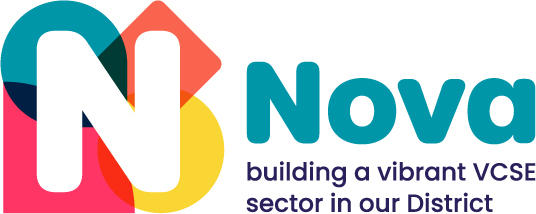 N
Nova
building a vibrant VCSE
sector in our District